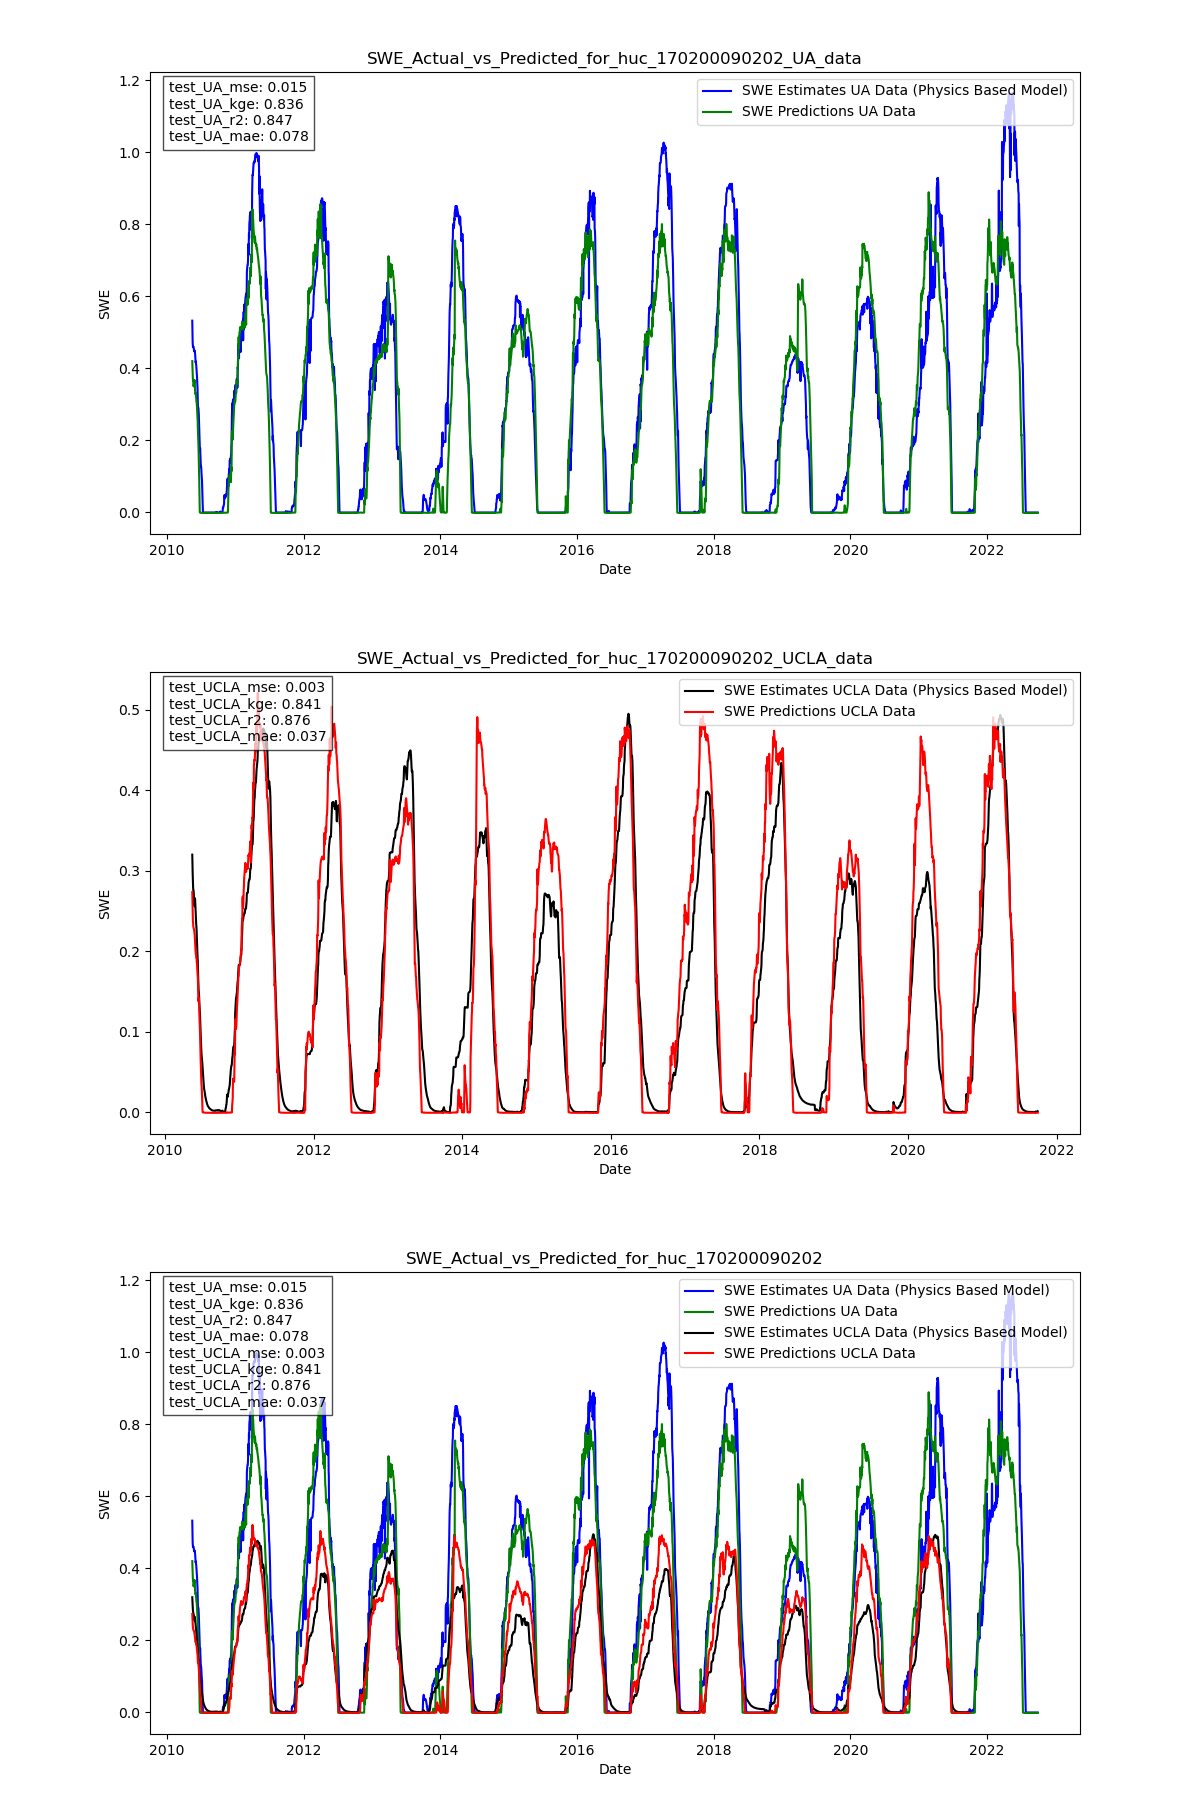 SWE_Actual_vs_Predicted_for_huc_170200090202_UA_data
test_UA_mse: 0.015
test_UA_kge: 0.836
test_UA_r2: 0.847
test_UA_mae: 0.078
SWE Estimates UA Data (Physics Based Model)
SWE Predictions UA Data
1.2
1.0
0.8
0.6
0.4
0.2
0.0
SWE
2010 2012 2014 2016 2018 2020 2022
Date
SWE_Actual_vs_Predicted_for_huc_170200090202_UCLA_data
test_UCLA_mse: 0.003
test_UCLA_kge: 0.841
test_UCLA_r2: 0.876
test_UCLA_mae: 0.037
SWE Estimates UCLA Data (Physics Based Model)
SWE Predictions UCLA Data
0.5
0.4
0.3
0.2
0.1
0.0
SWE
2010 2012 2014 2016 2018 2020 2022
Date
SWE_Actual_vs_Predicted_for_huc_170200090202
test_UA_mse: 0.015
test_UA_kge: 0.836
test_UA_r2: 0.847
test_UA_mae: 0.078
test_UCLA_mse: 0.003
test_UCLA_kge: 0.841
test_UCLA_r2: 0.876
test_UCLA_mae: 0.037
SWE Estimates UA Data (Physics Based Model)
SWE Predictions UA Data
SWE Estimates UCLA Data (Physics Based Model)
SWE Predictions UCLA Data
1.2
1.0
0.8
0.6
0.4
0.2
0.0
SWE
2010 2012 2014 2016 2018 2020 2022
Date